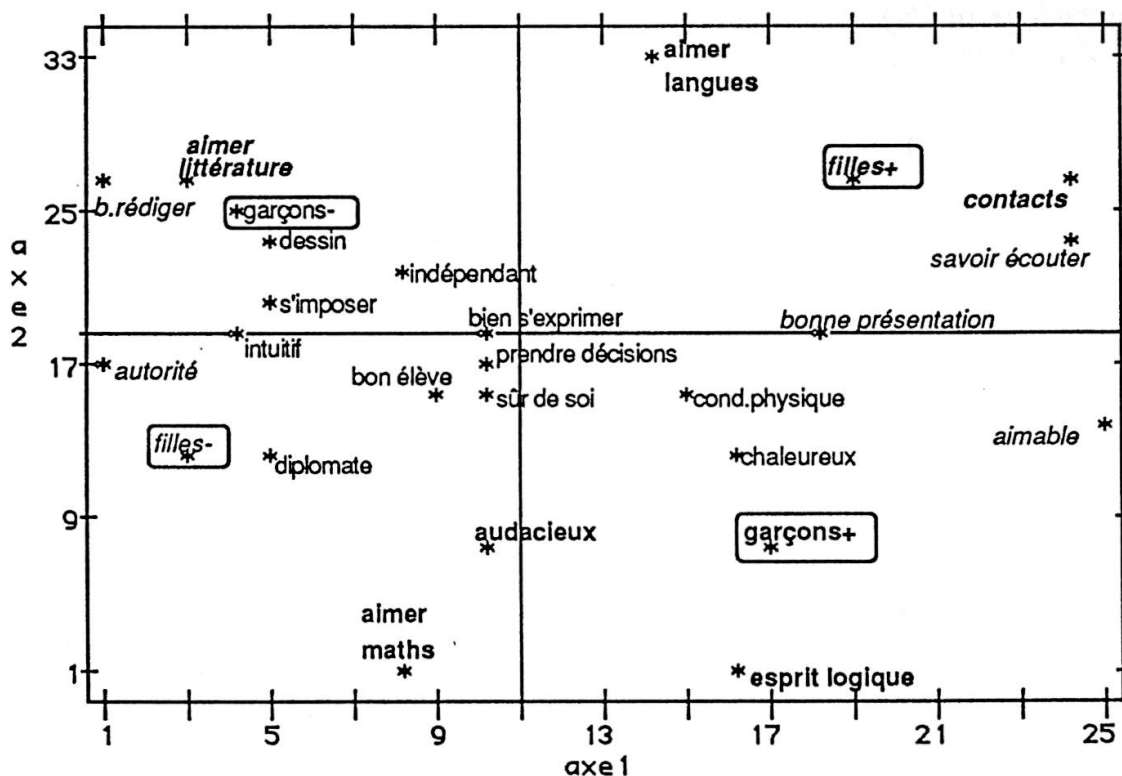 33
aimer
langues
aimer
littérature
filles+
b.rédiger
25
garçons-
contacts
dessin
savoir écouter
indépendant
s'imposer
axe 2
bien s'exprimer
bonne présentation
intuitif
prendre décisions
17
autorité
bon élève
sûr de soi
cond.physique
aimable
filles-
diplomate
chaleureux
9
audacieux
garçons+
aimer
maths
1
esprit logique
1
5
9
13
17
21
25
axe 1